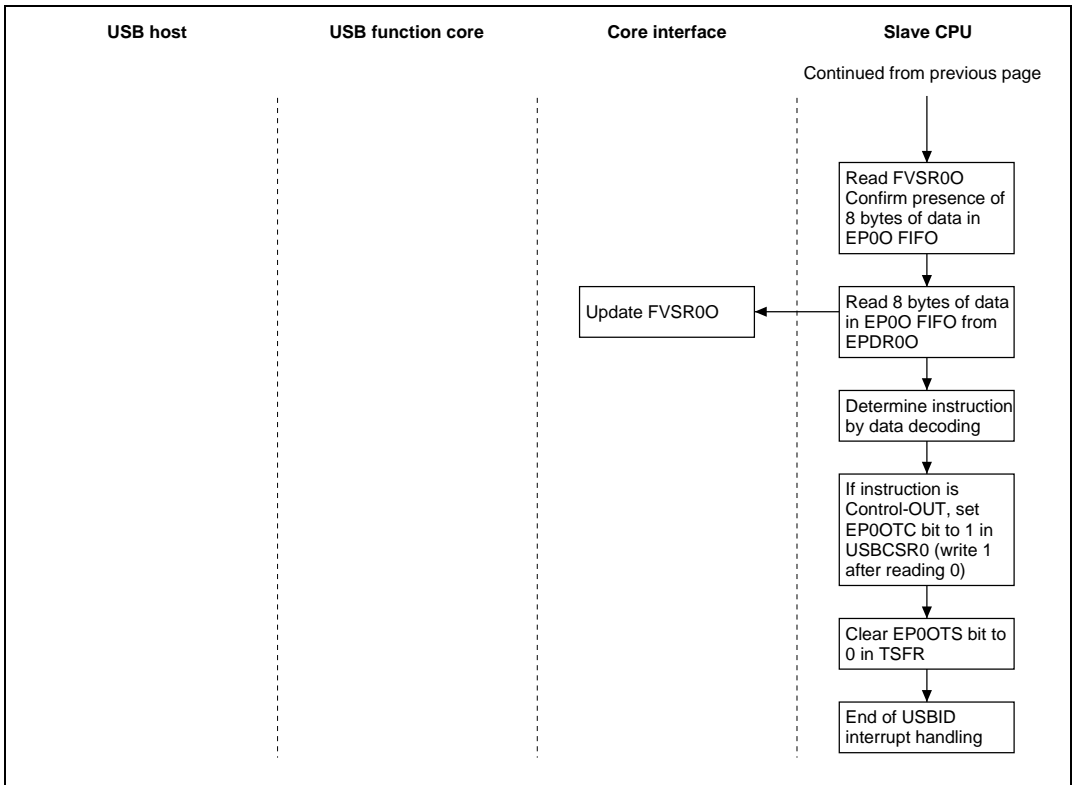 USB host
USB function core
Core interface
Slave CPU
Continued from previous page
Read FVSR0O
Confirm presence of
8 bytes of data in
EP0O FIFO
Update FVSR0O
Read 8 bytes of data
in EP0O FIFO from
EPDR0O
Determine instruction
by data decoding
If instruction is
Control-OUT, set
EP0OTC bit to 1 in
USBCSR0 (write 1
after reading 0)
Clear EP0OTS bit to
0 in TSFR
End of USBID
interrupt handling